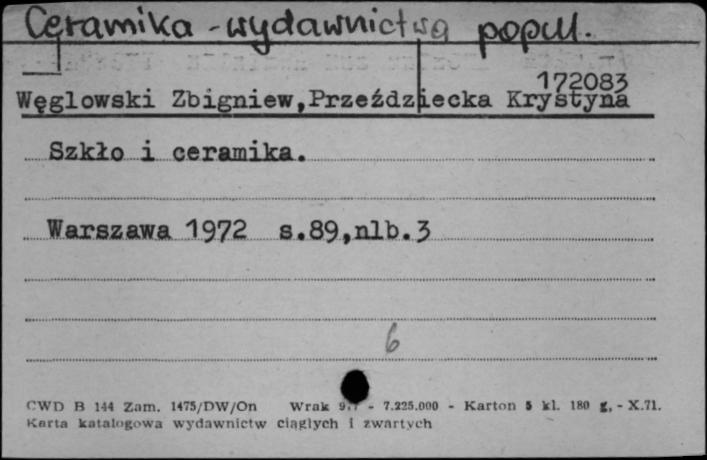 Ceramika - wydawnictwa popul.
172083
Węglowski Zbigniew,Przeździecka Krystyna
Szkło i ceramika.
Warszawa 1972 s.89,nlb.3
6
CWD B 144 Zam. 1475/DW/On Wrak - 7.225.000 - Karton 5 kl. 180 g, - X.71.
Karta katalogowa wydawnictw ciągłych i zwartych